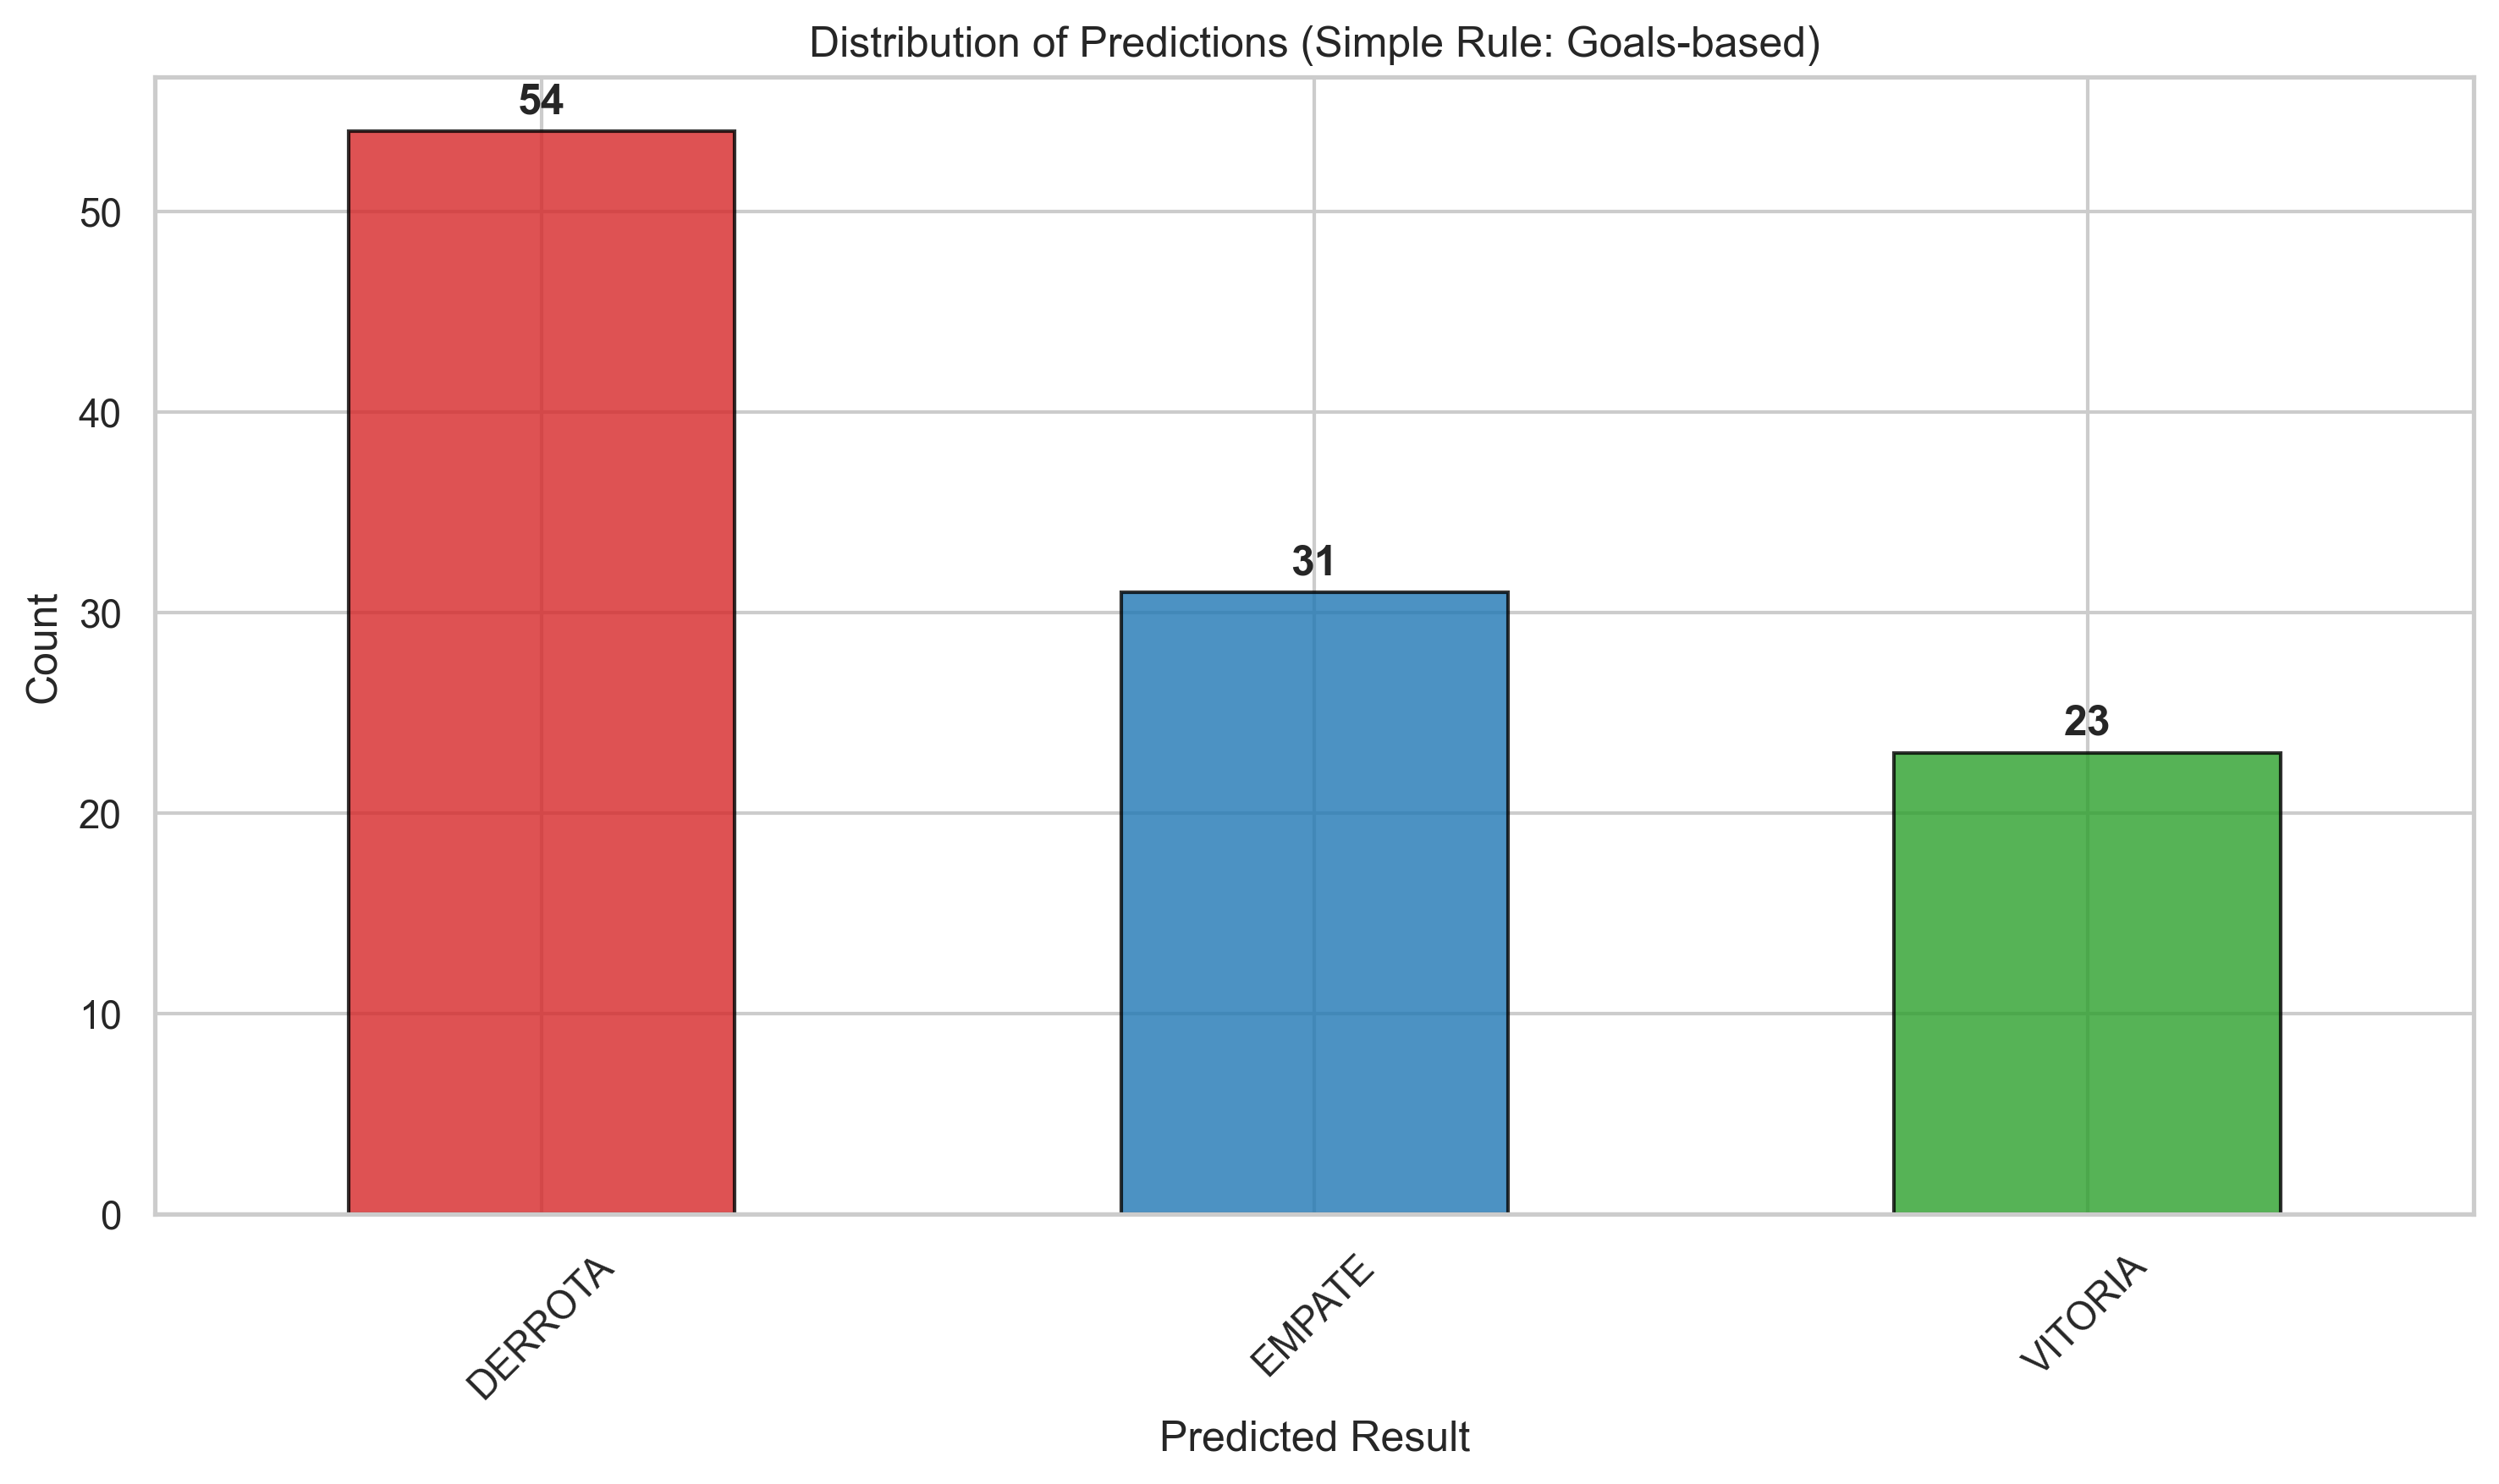 Distribution of Predictions (Simple Rule: Goals-based)
54
50
40
31
30
Count
23
20
10
0
DERROTA
EMPATE
VITORIA
Predicted Result